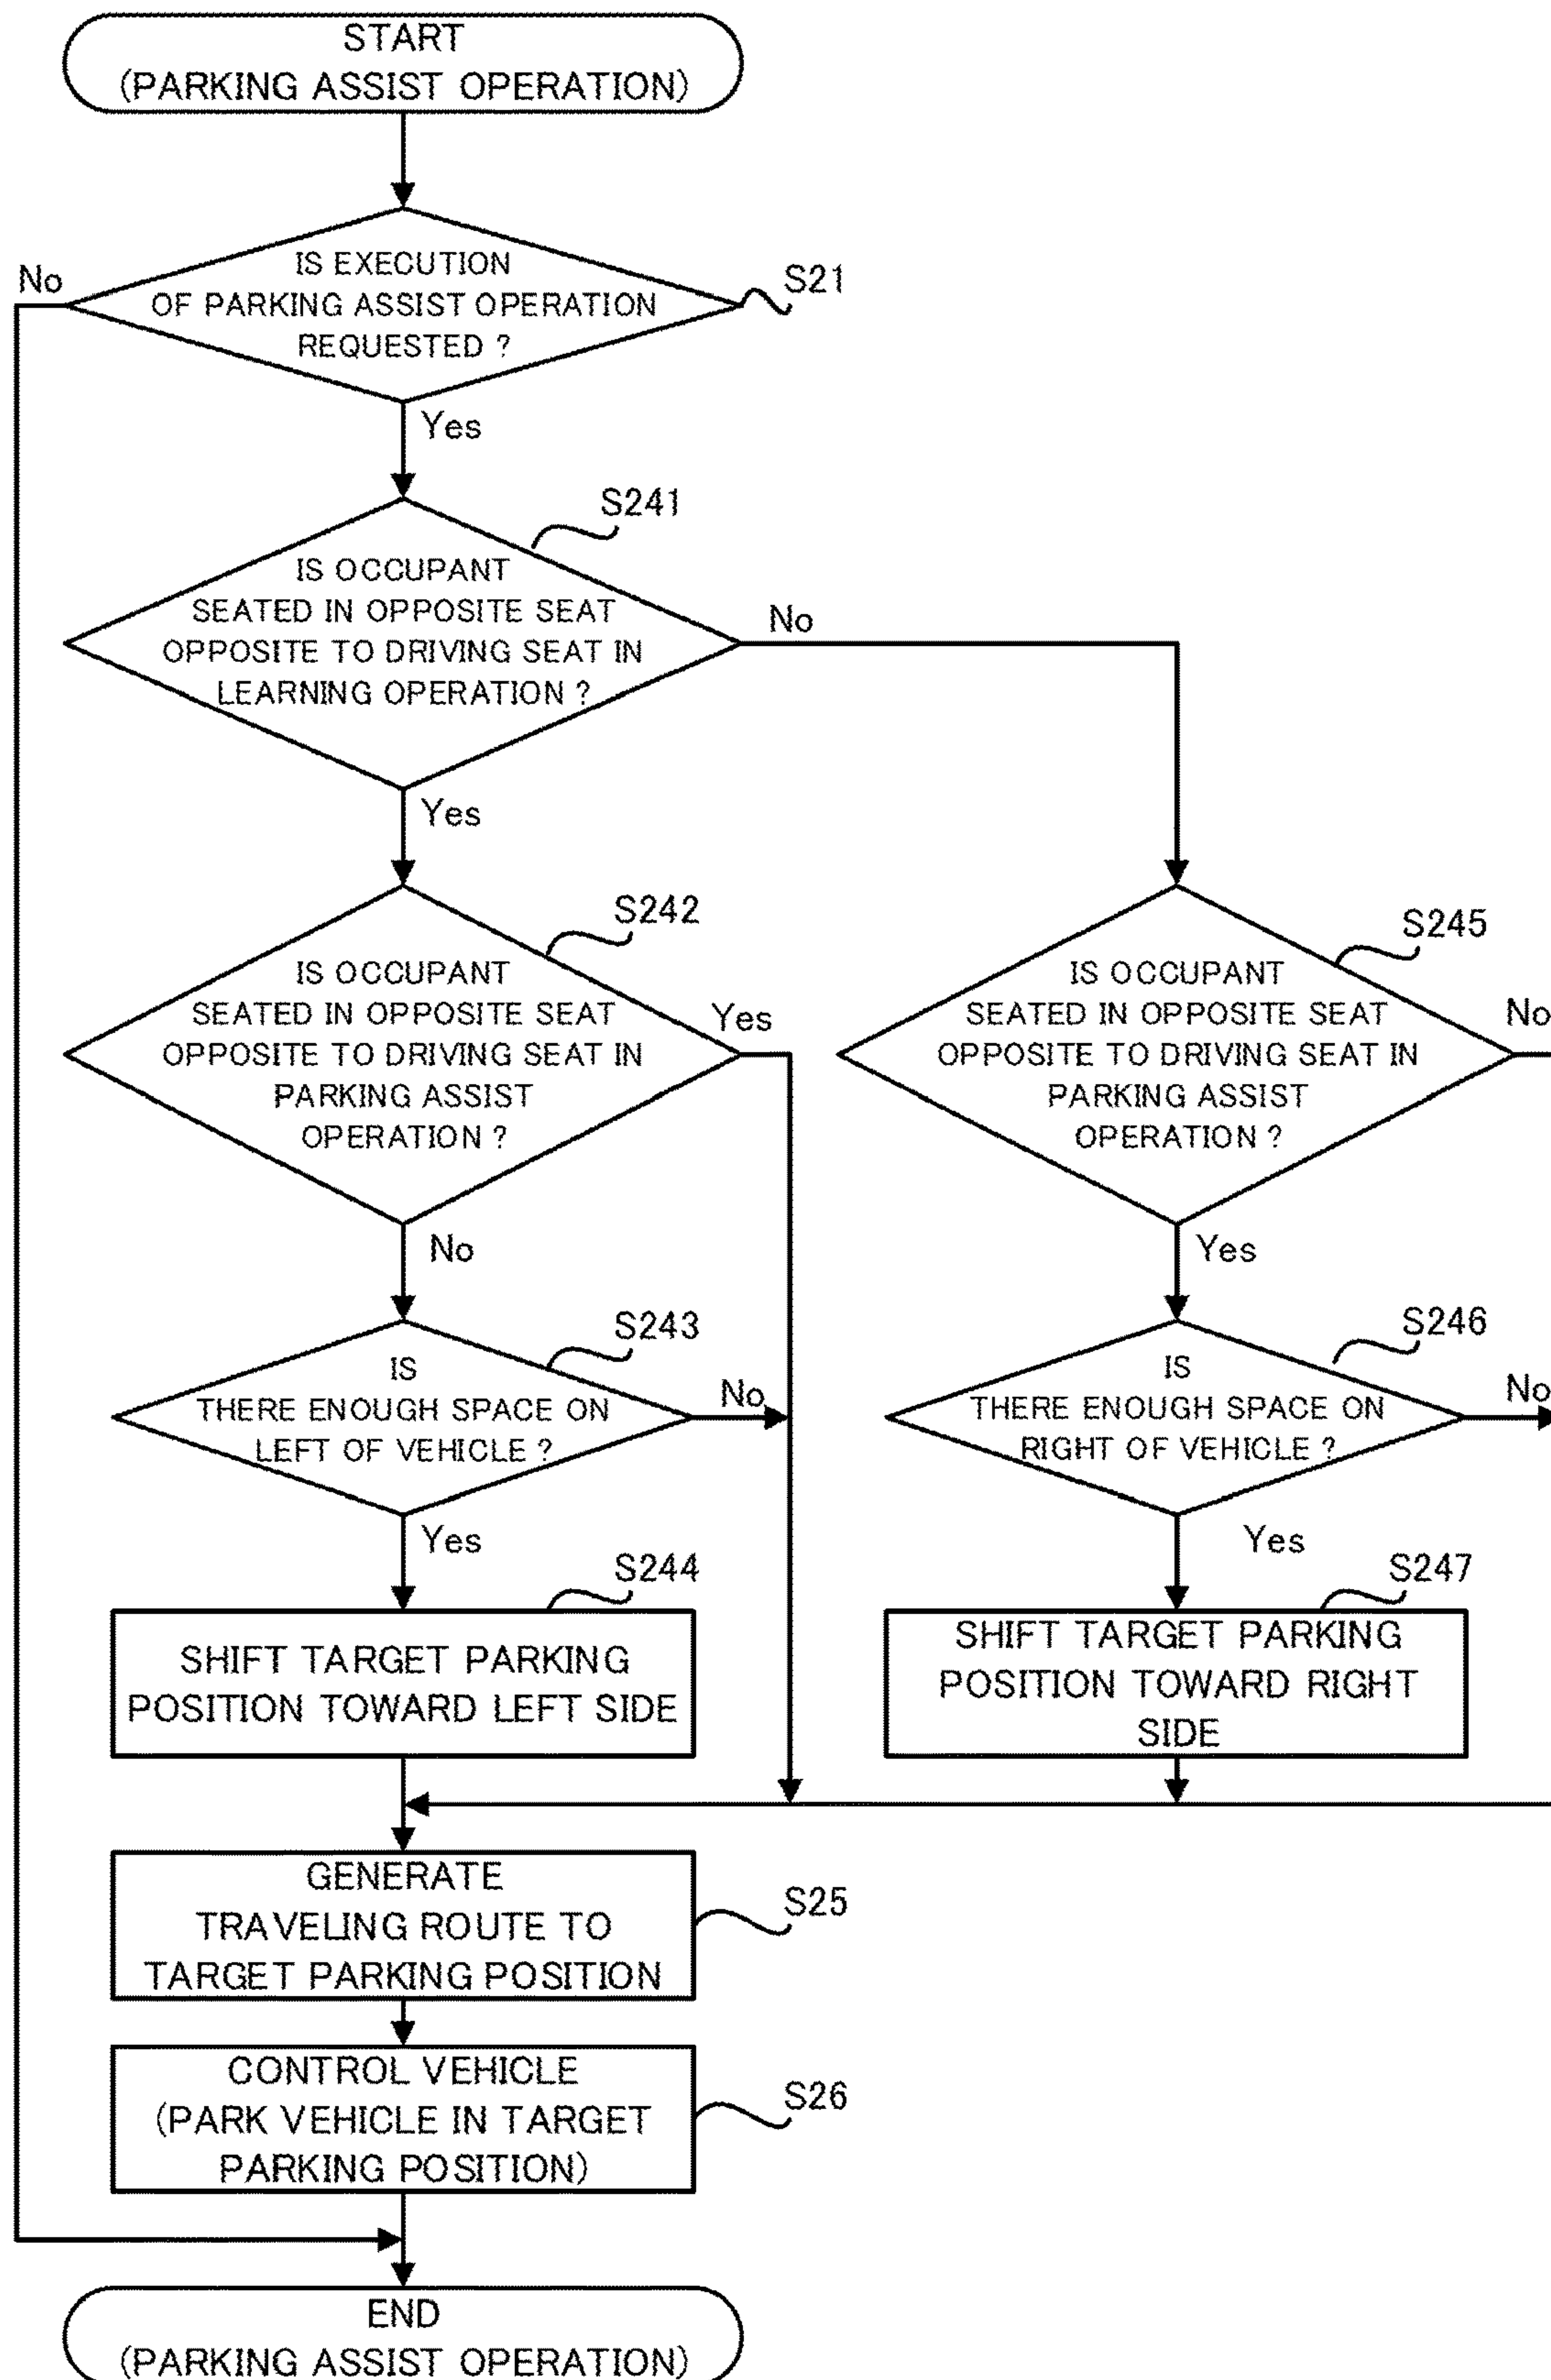 START
(PARKING ASSIST OPERATION)
IS EXECUTION
OF PARKING ASSIST OPERATION
REQUESTED ?
No
S21
Yes
S241
IS OCCUPANT
SEATED IN OPPOSITE SEAT
OPPOSITE TO DRIVING SEAT IN
LEARNING OPERATION ?
No
Yes
S242
IS OCCUPANT
SEATED IN OPPOSITE SEAT
OPPOSITE TO DRIVING SEAT IN
PARKING ASSIST
OPERATION ?
Yes
No
S245
IS OCCUPANT
SEATED IN OPPOSITE SEAT
OPPOSITE TO DRIVING SEAT IN
PARKING ASSIST
OPERATION ?
No
Yes
S243
IS
THERE ENOUGH SPACE ON
LEFT OF VEHICLE ?
No
Yes
S246
IS
THERE ENOUGH SPACE ON
RIGHT OF VEHICLE ?
No
Yes
S244
SHIFT TARGET PARKING
POSITION TOWARD LEFT SIDE
S247
SHIFT TARGET PARKING
POSITION TOWARD RIGHT
SIDE
GENERATE
TRAVELING ROUTE TO
TARGET PARKING POSITION
S25
CONTROL VEHICLE
(PARK VEHICLE IN TARGET
PARKING POSITION)
S26
END
(PARKING ASSIST OPERATION)